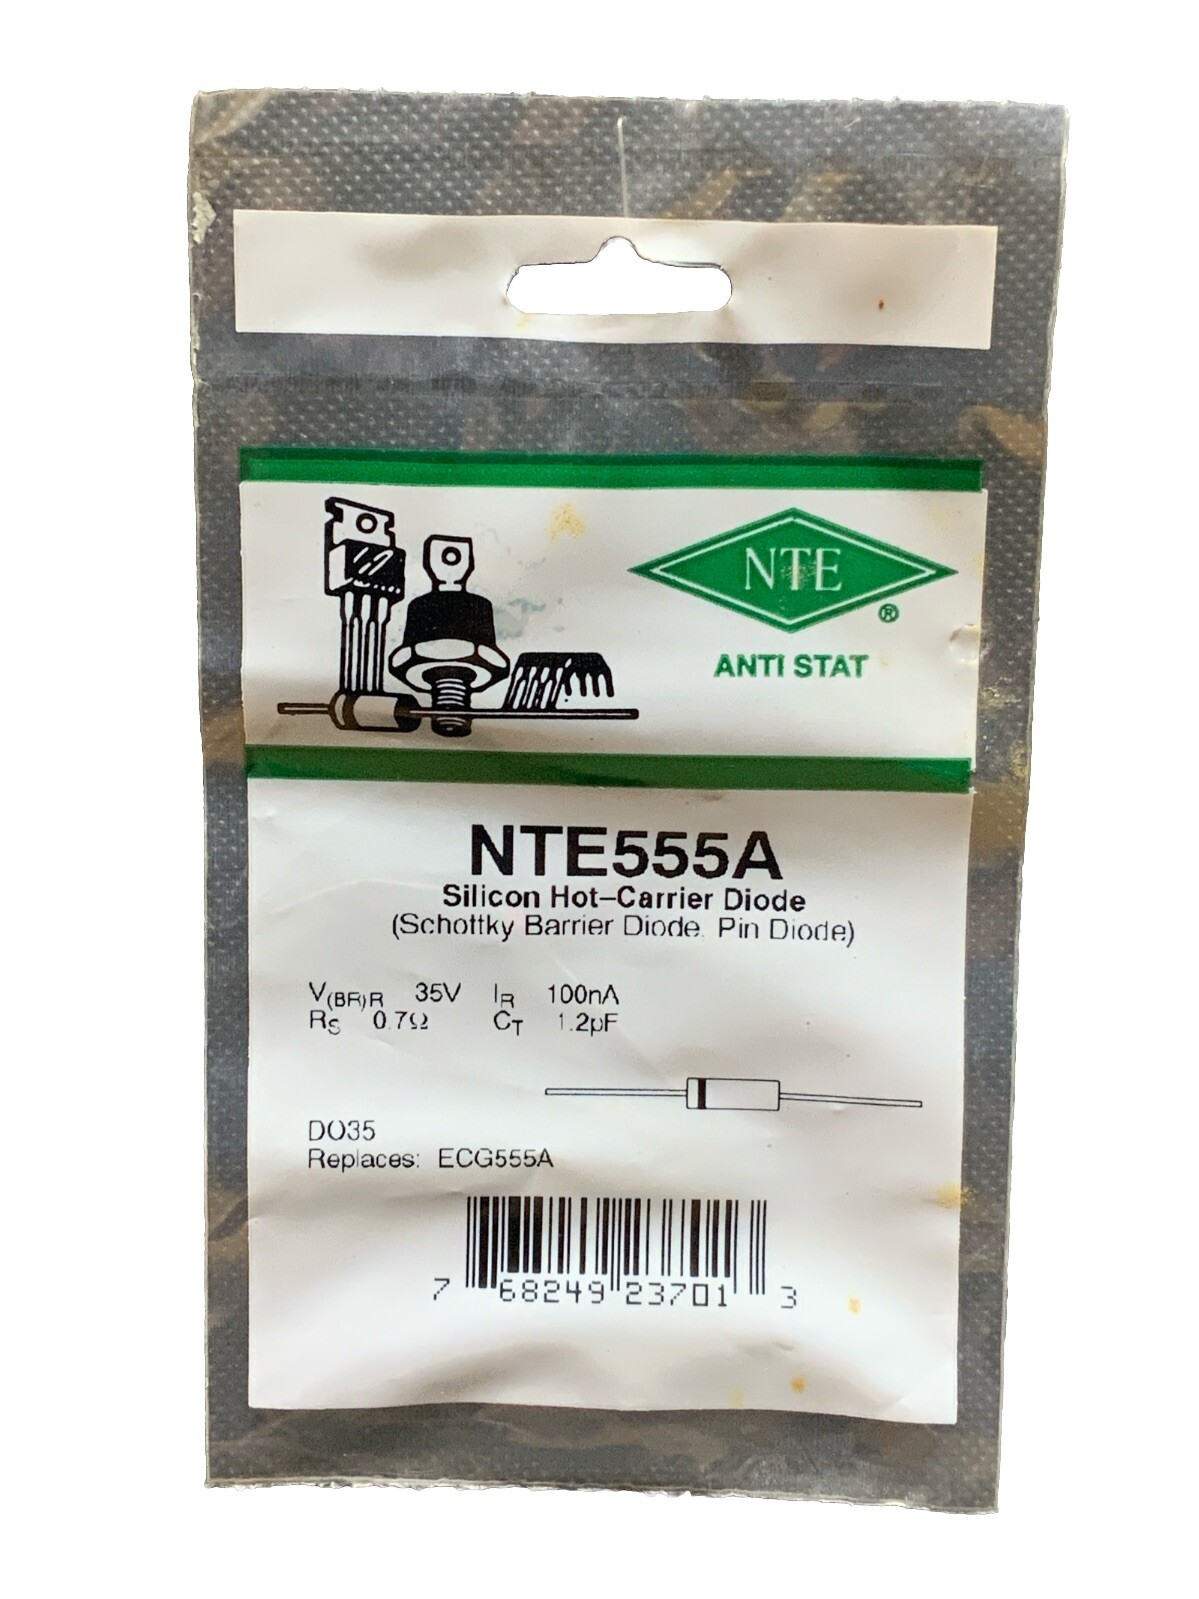 NTE
®
ANTI STAT
NTE555A
Silicon Hot–Carrier Diode
(Schottky Barrier Diode, Pin Diode)
V(BR)R 35V IR 100nA
RS 0.7Ω CT 1.2pF
DO35
Replaces: ECG555A
7 68249 23701 3